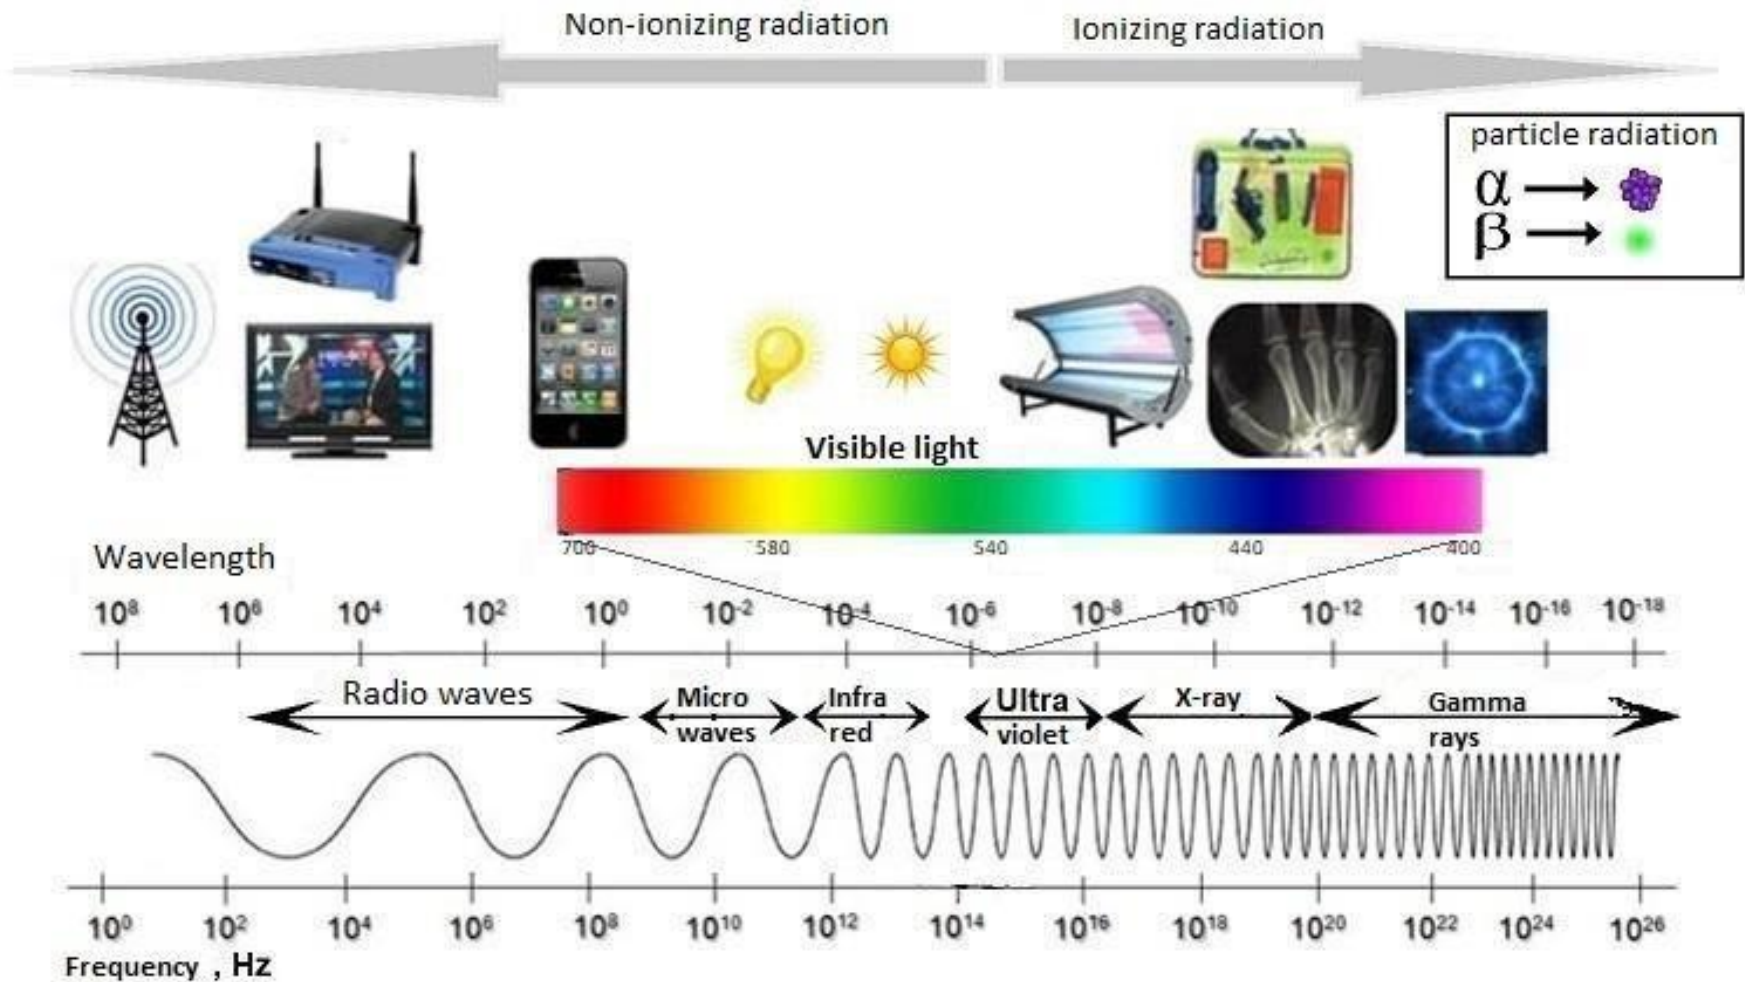 Non-ionizing radiation
Ionizing radiation
particle radiation
α
β
Visible light
700 580 540 440 400
Wavelength
10⁸ 10⁶ 10⁴ 10² 10⁰ 10⁻² 10⁻⁴ 10⁻⁶ 10⁻⁸ 10⁻¹⁰ 10⁻¹² 10⁻¹⁴ 10⁻¹⁶ 10⁻¹⁸
Radio waves
Micro
waves
Infra
red
Ultra
violet
X-ray
Gamma
rays
10⁰ 10² 10⁴ 10⁶ 10⁸ 10¹⁰ 10¹² 10¹⁴ 10¹⁶ 10¹⁸ 10²⁰ 10²² 10²⁴ 10²⁶
Frequency , Hz